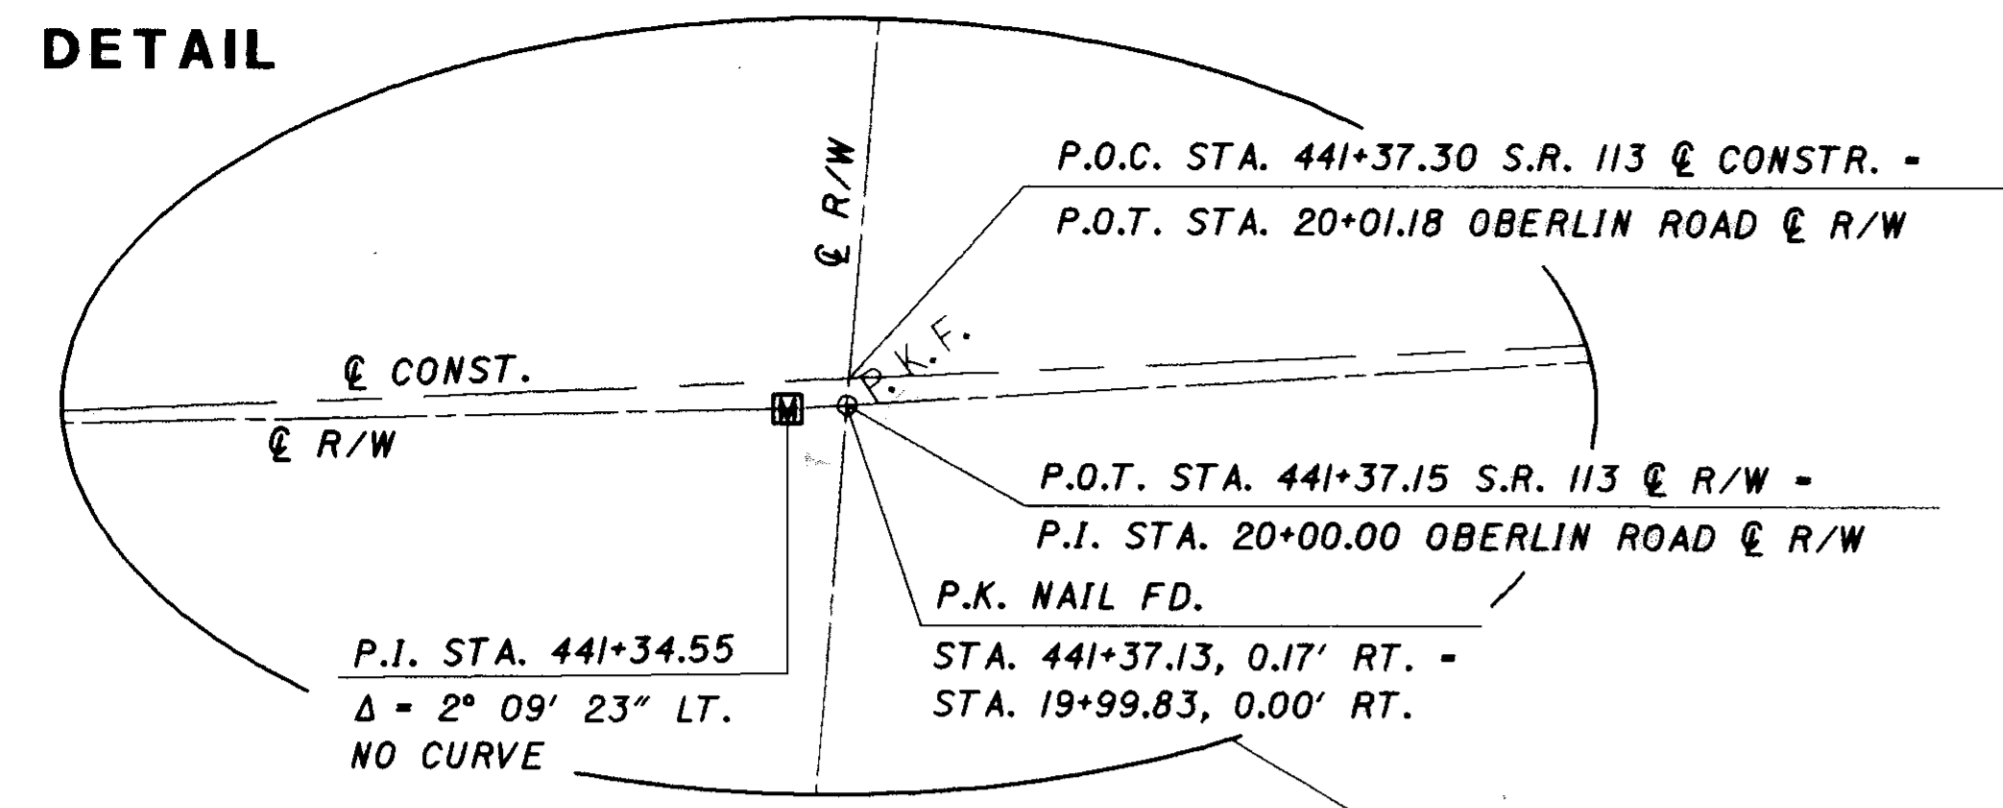 DETAIL
℄ R/W
P.O.C. STA. 441+37.30 S.R. 113 ℄ CONSTR. =
P.O.T. STA. 20+01.18 OBERLIN ROAD ℄ R/W
P.K.F.
℄ CONST.
M
℄ R/W
P.O.T. STA. 441+37.15 S.R. 113 ℄ R/W =
P.I. STA. 20+00.00 OBERLIN ROAD ℄ R/W
P.K. NAIL FD.
STA. 441+37.13, 0.17' RT. =
STA. 19+99.83, 0.00' RT.
P.I. STA. 441+34.55
Δ = 2° 09' 23" LT.
NO CURVE